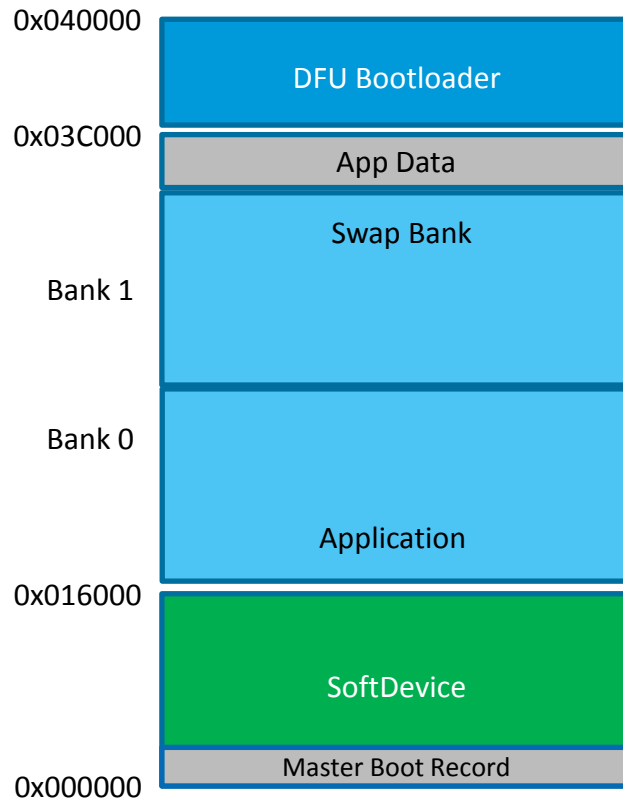 0x040000
DFU Bootloader
0x03C000
App Data
Swap Bank
Bank 1
Bank 0
Application
0x016000
SoftDevice
Master Boot Record
0x000000